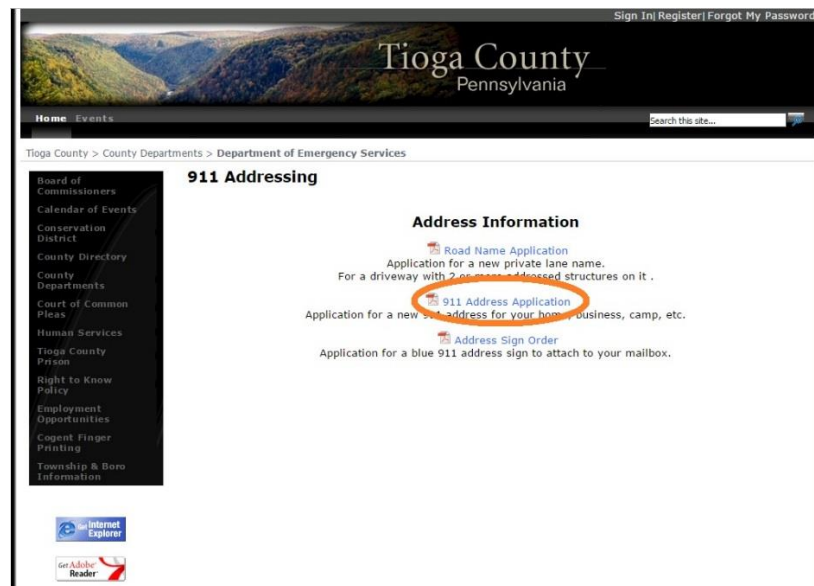 Sign In| Register| Forgot My Password
Tioga County
Pennsylvania
Home Events
Search this site...
Tioga County > County Departments > Department of Emergency Services
911 Addressing
Board of
Commissioners
Calendar of Events
Conservation
District
County Directory
County
Departments
Court of Common
Pleas
Human Services
Tioga County
Prison
Right to Know
Policy
Employment
Opportunities
Cogent Finger
Printing
Township & Boro
Information
Address Information
Road Name Application
Application for a new private lane name.
For a driveway with 2 or more addressed structures on it .
911 Address Application
Application for a new 911 address for your home, business, camp, etc.
Address Sign Order
Application for a blue 911 address sign to attach to your mailbox.
Get Internet
Explorer
Get Adobe
Reader